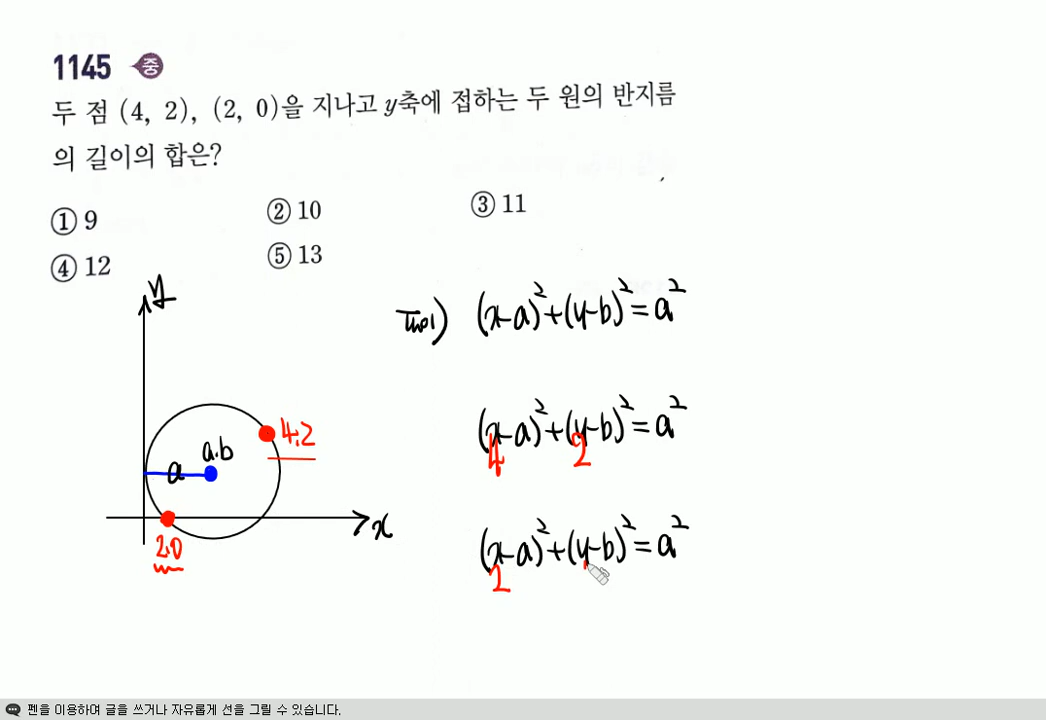 1145 중
두 점 (4, 2), (2, 0)을 지나고 y축에 접하는 두 원의 반지름
의 길이의 합은?
① 9
② 10
③ 11
④ 12
⑤ 13
y
(x-a)²+(y-b)²=a²
(x-a)²+(y-b)²=a²
4 2
4.2
a.b
a
x
2.0
(x-a)²+(y-b)²=a²
2
펜을 이용하여 글을 쓰거나 자유롭게 선을 그릴 수 있습니다.